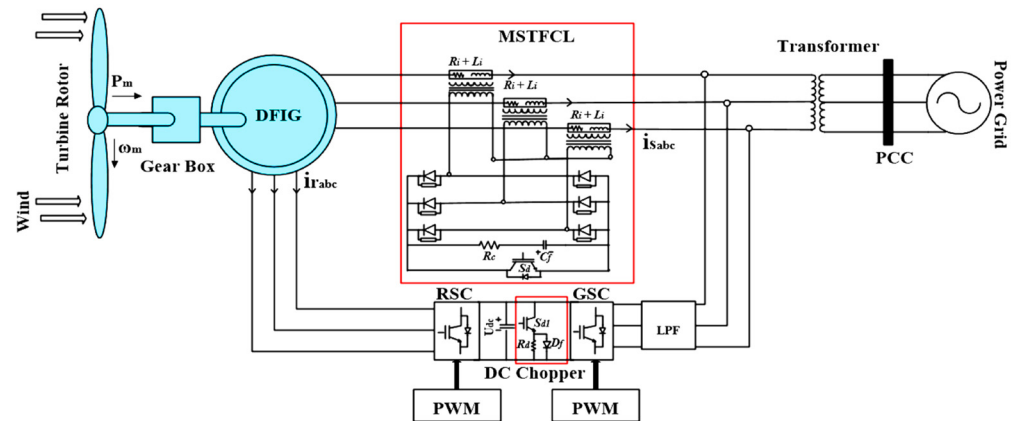 MSTFCL
Ri + Li
Ri + Li
Ri + Li
Transformer
Power Grid
PCC
Turbine Rotor
Pm
ωm
Gear Box
DFIG
Wind
irabc
isabc
Rc
+
Cf
Sd
RSC
GSC
Udc
+
Sd1
Rd
Df
LPF
DC Chopper
PWM
PWM